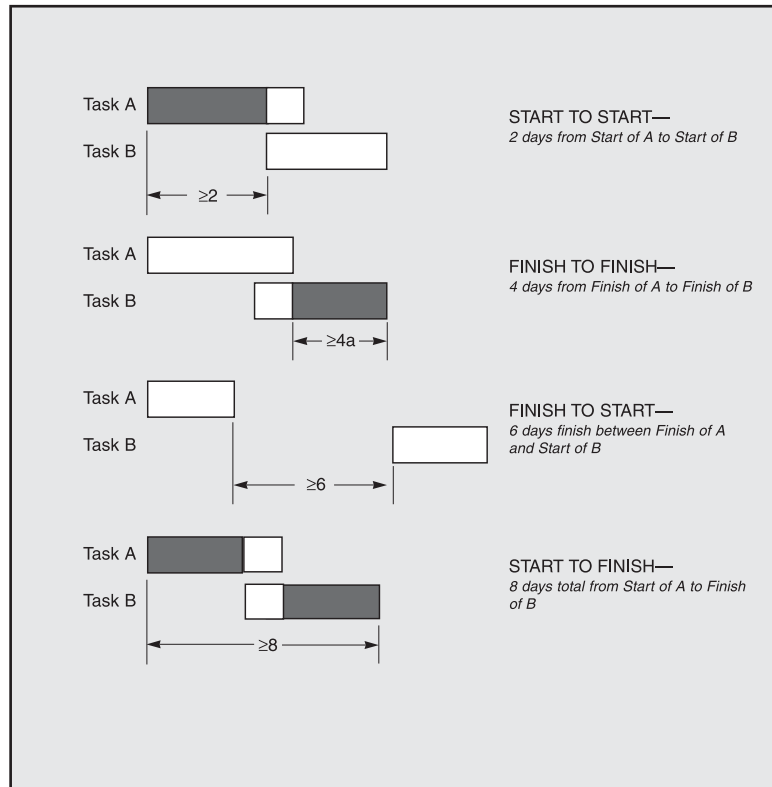 Task A
START TO START—
2 days from Start of A to Start of B
Task B
≥2
Task A
FINISH TO FINISH—
4 days from Finish of A to Finish of B
Task B
≥4a
Task A
FINISH TO START—
6 days finish between Finish of A
and Start of B
Task B
≥6
Task A
START TO FINISH—
8 days total from Start of A to Finish
of B
Task B
≥8